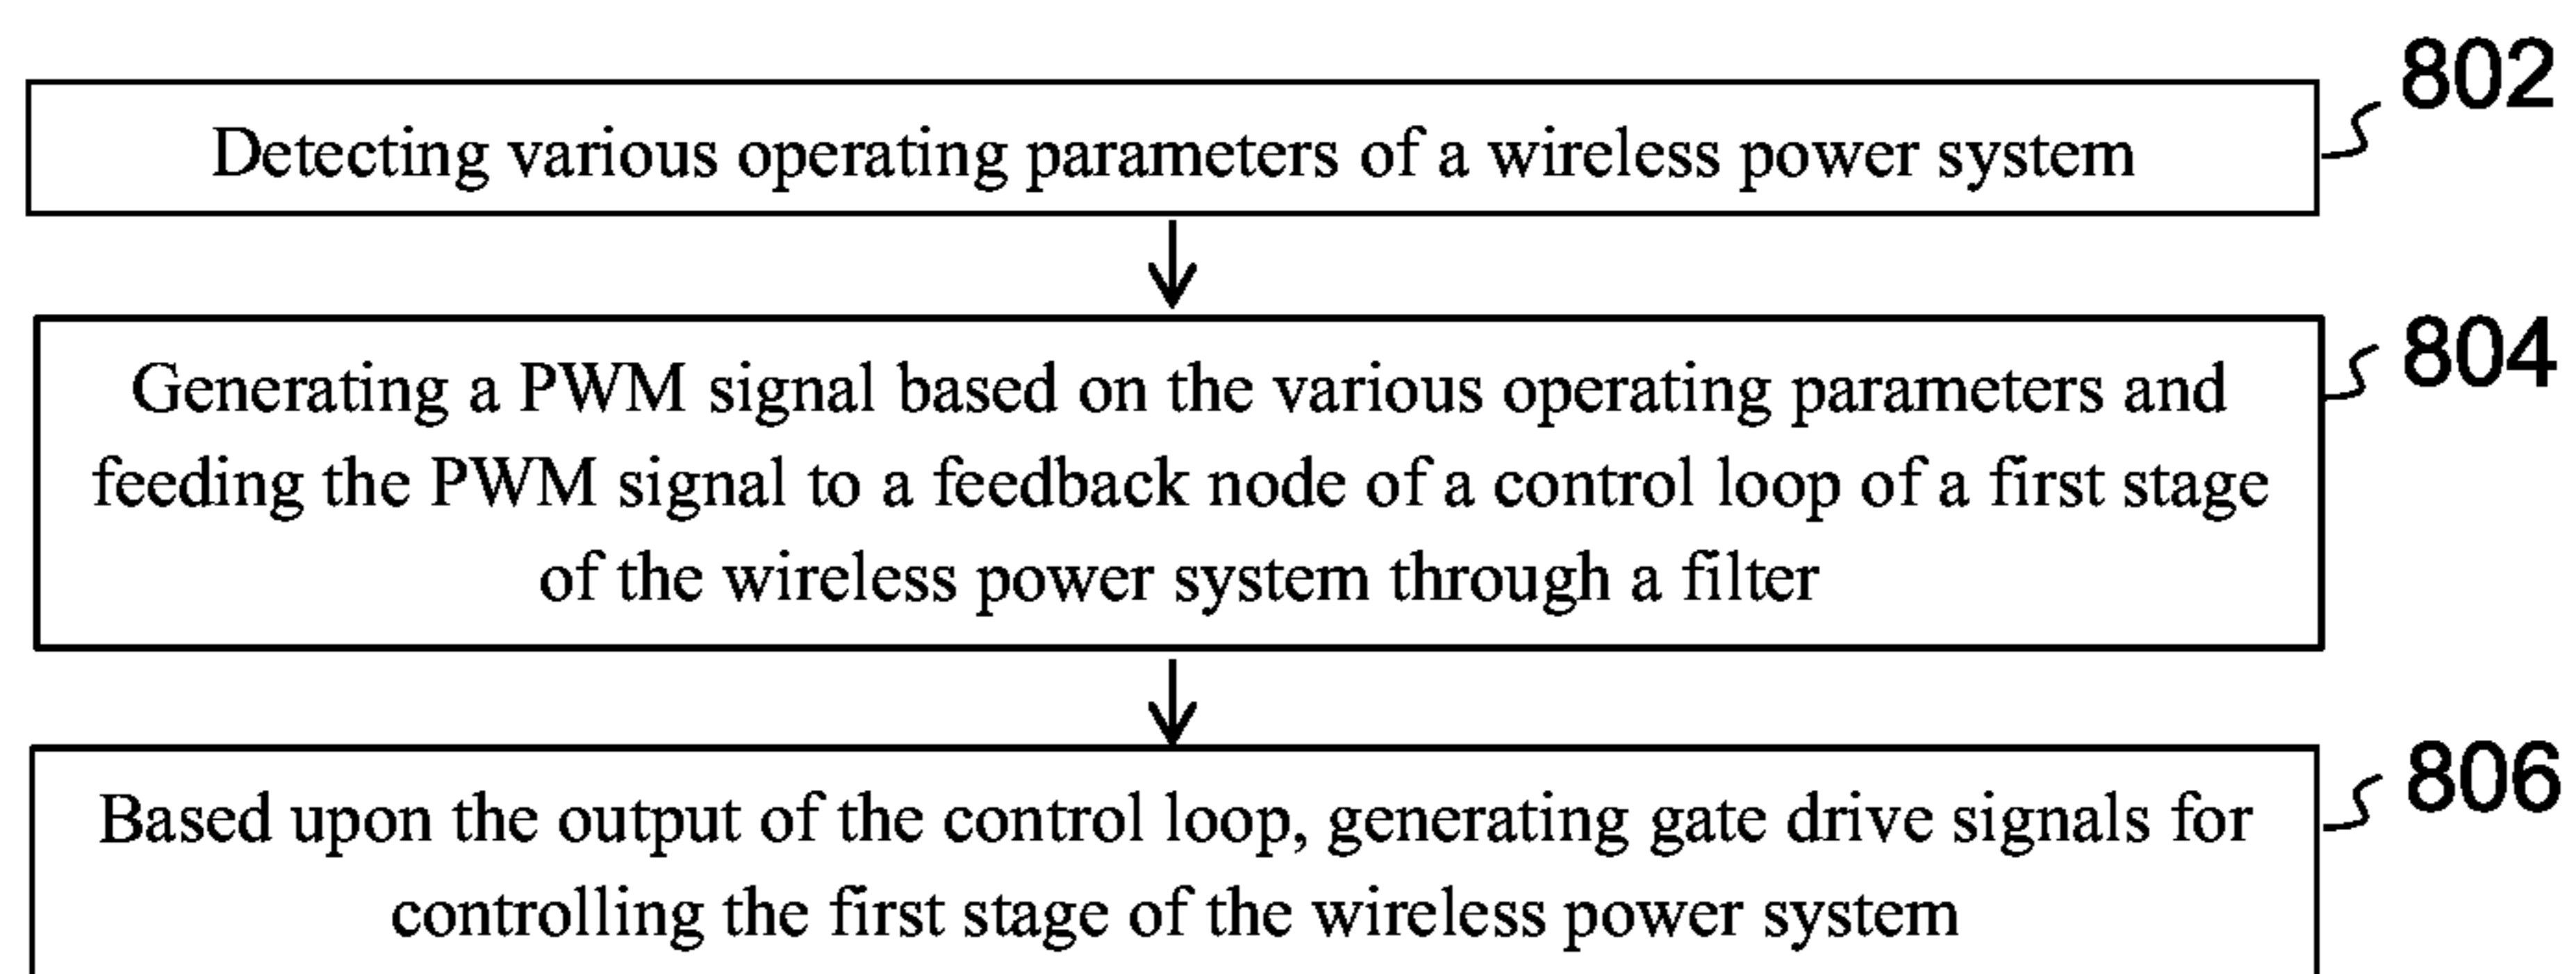 802
Detecting various operating parameters of a wireless power system
804
Generating a PWM signal based on the various operating parameters and
feeding the PWM signal to a feedback node of a control loop of a first stage
of the wireless power system through a filter
806
Based upon the output of the control loop, generating gate drive signals for
controlling the first stage of the wireless power system